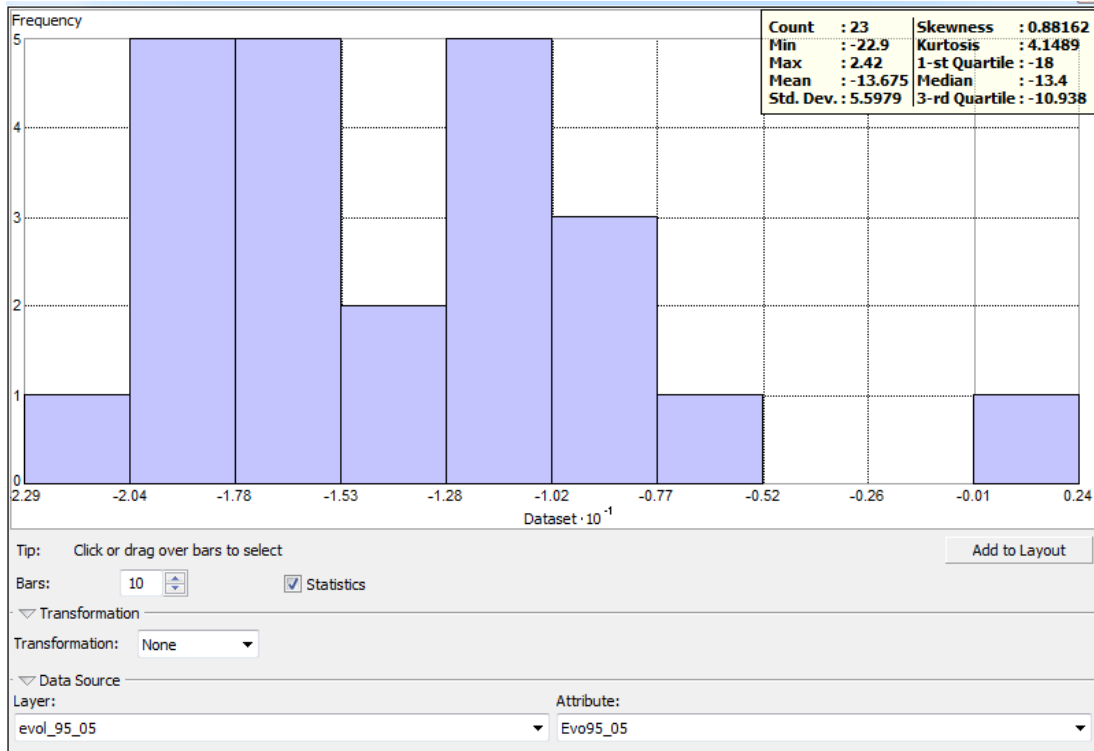 Frequency
Count : 23 Skewness : 0.88162
Min : -22.9 Kurtosis : 4.1489
Max : 2.42 1-st Quartile : -18
Mean : -13.675 Median : -13.4
Std. Dev. : 5.5979 3-rd Quartile : -10.938
5
4
3
2
1
0
-2.29 -2.04 -1.78 -1.53 -1.28 -1.02 -0.77 -0.52 -0.26 -0.01 0.24
Dataset · 10⁻¹
Tip: Click or drag over bars to select Add to Layout
Bars: 10 Statistics
Transformation
Transformation: None
Data Source
Layer: Attribute:
evol_95_05 Evo95_05